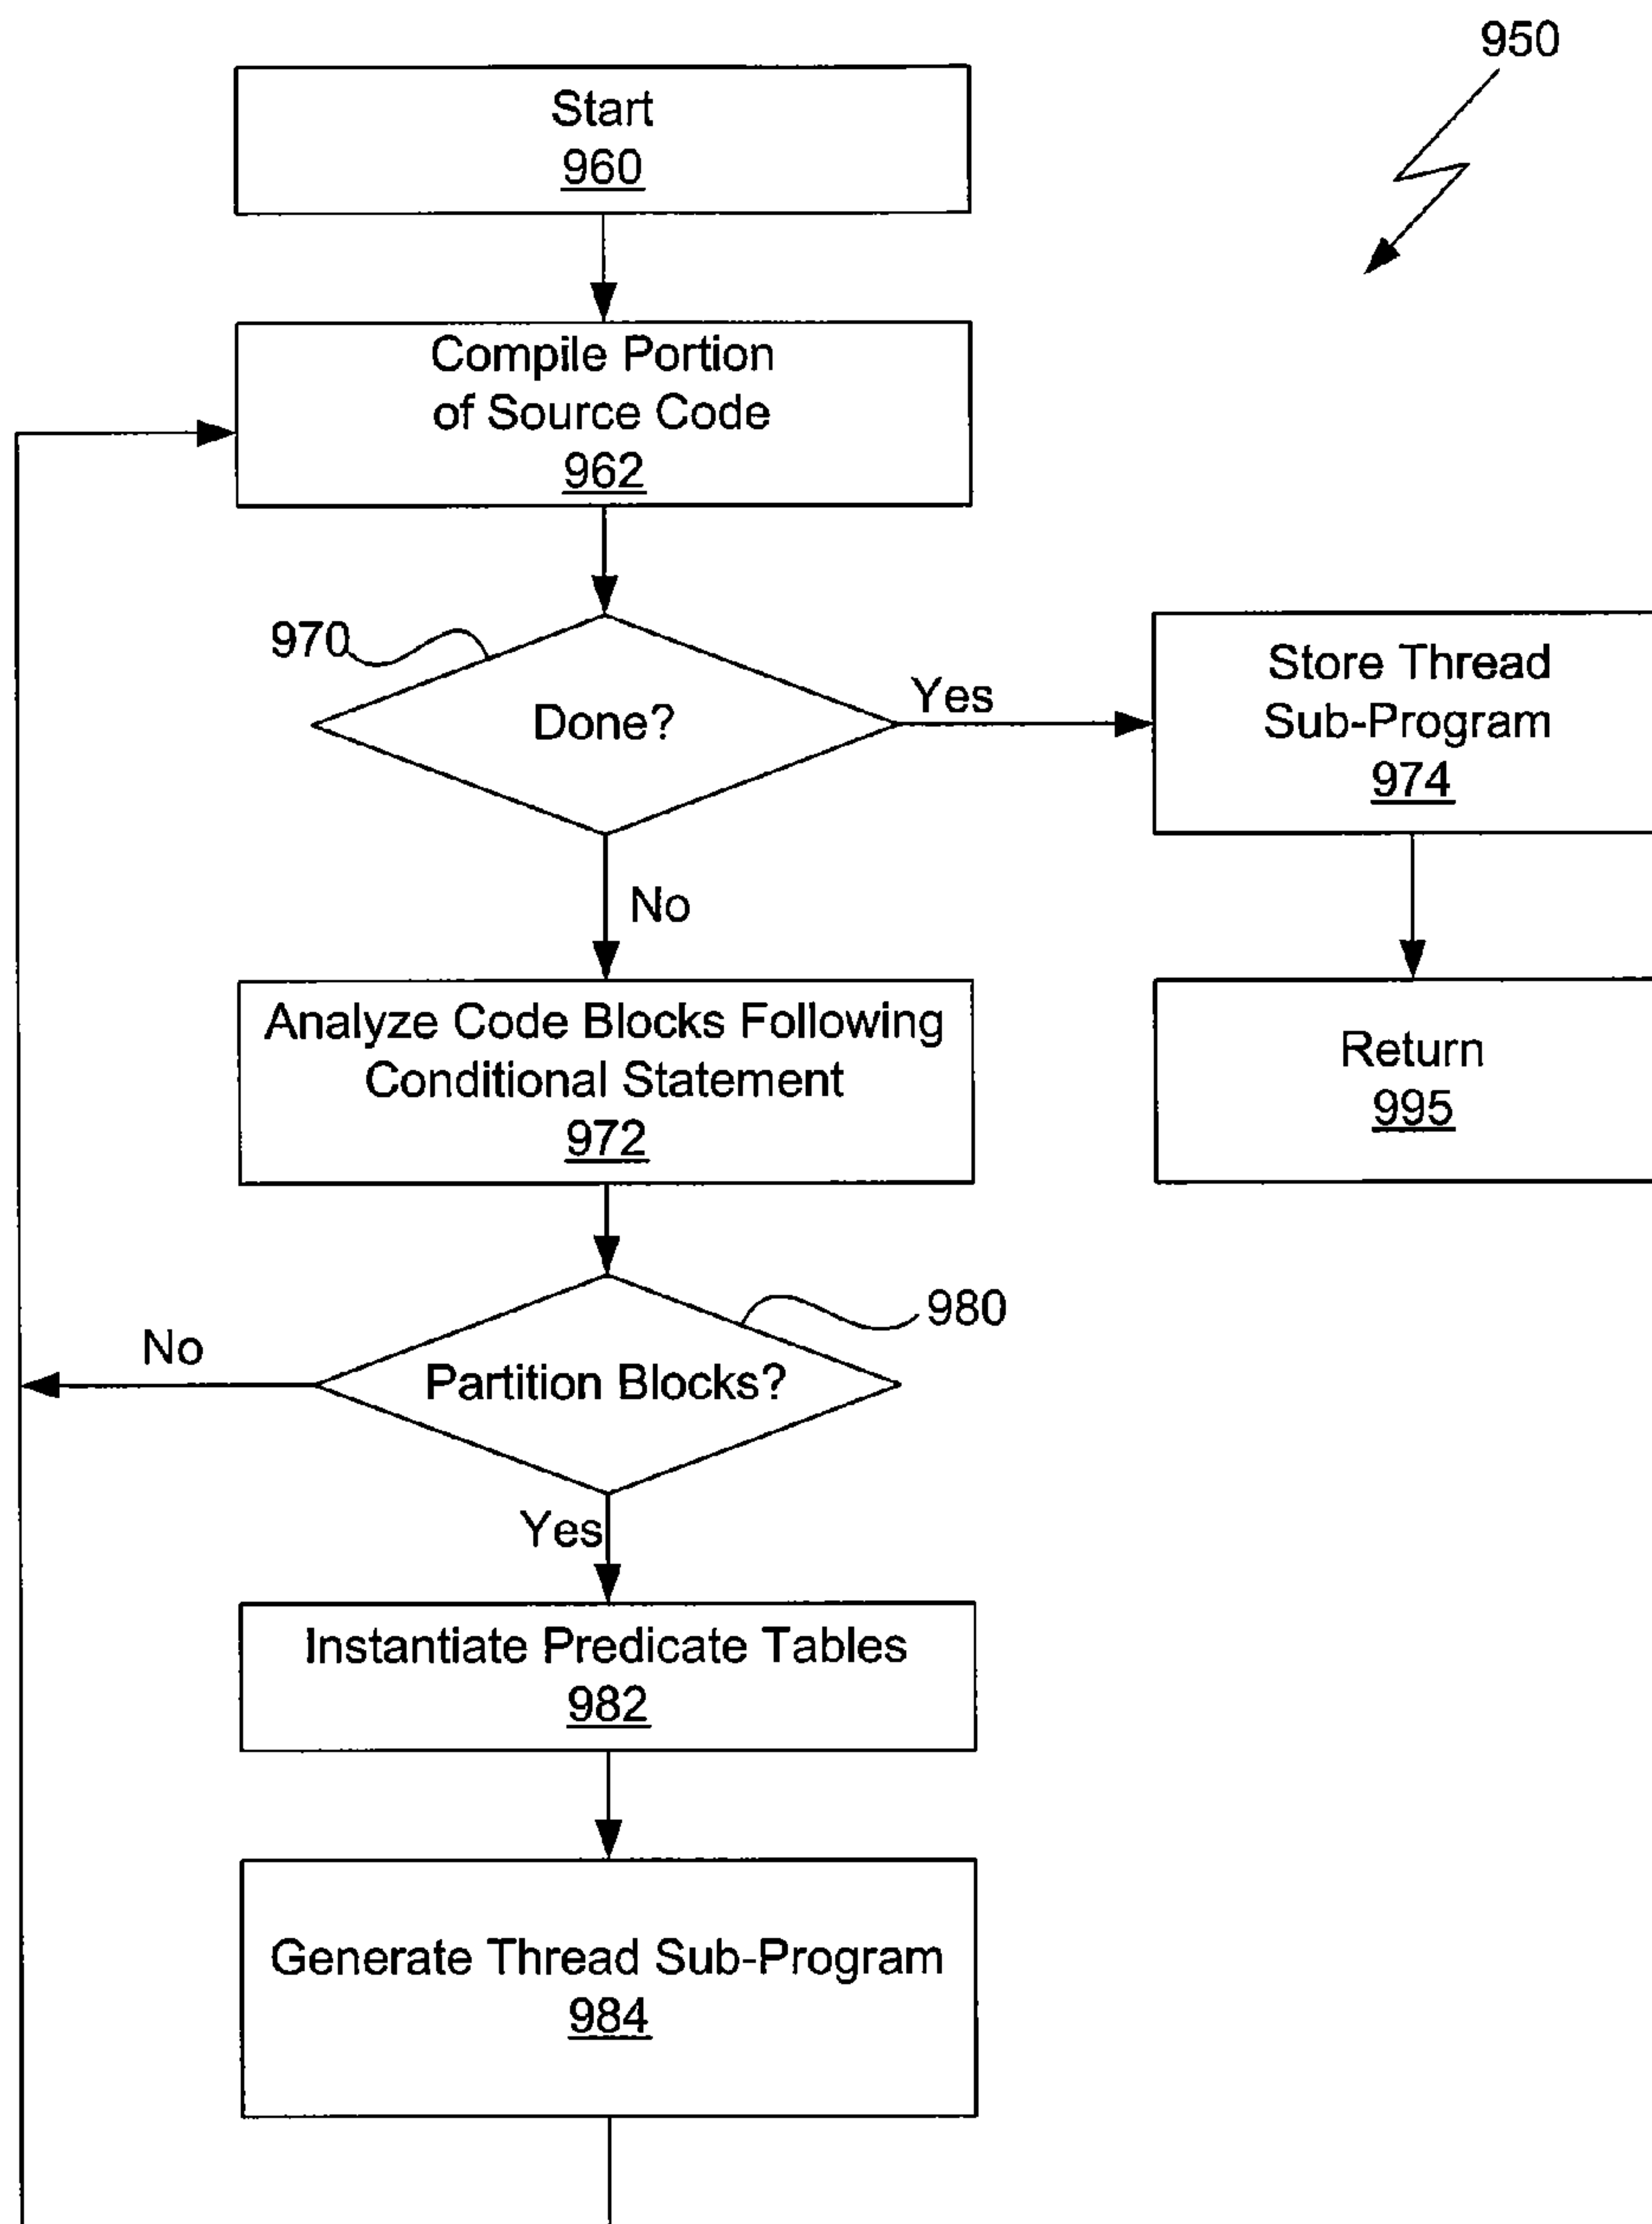 950
Start
960
Compile Portion
of Source Code
962
970
Done?
Yes
No
Store Thread
Sub-Program
974
Return
995
Analyze Code Blocks Following
Conditional Statement
972
980
Partition Blocks?
No
Yes
Instantiate Predicate Tables
982
Generate Thread Sub-Program
984